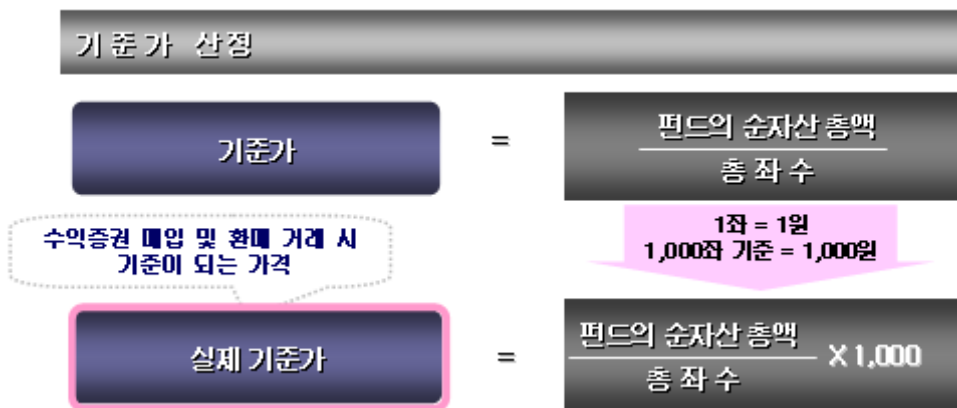 기준가 산정
기준가
=
펀드의 순자산 총액
총 좌 수
수익증권 매입 및 환매 거래 시
기준이 되는 가격
1좌 = 1원
1,000좌 기준 = 1,000원
실제 기준가
=
펀드의 순자산 총액
총 좌 수
X 1,000